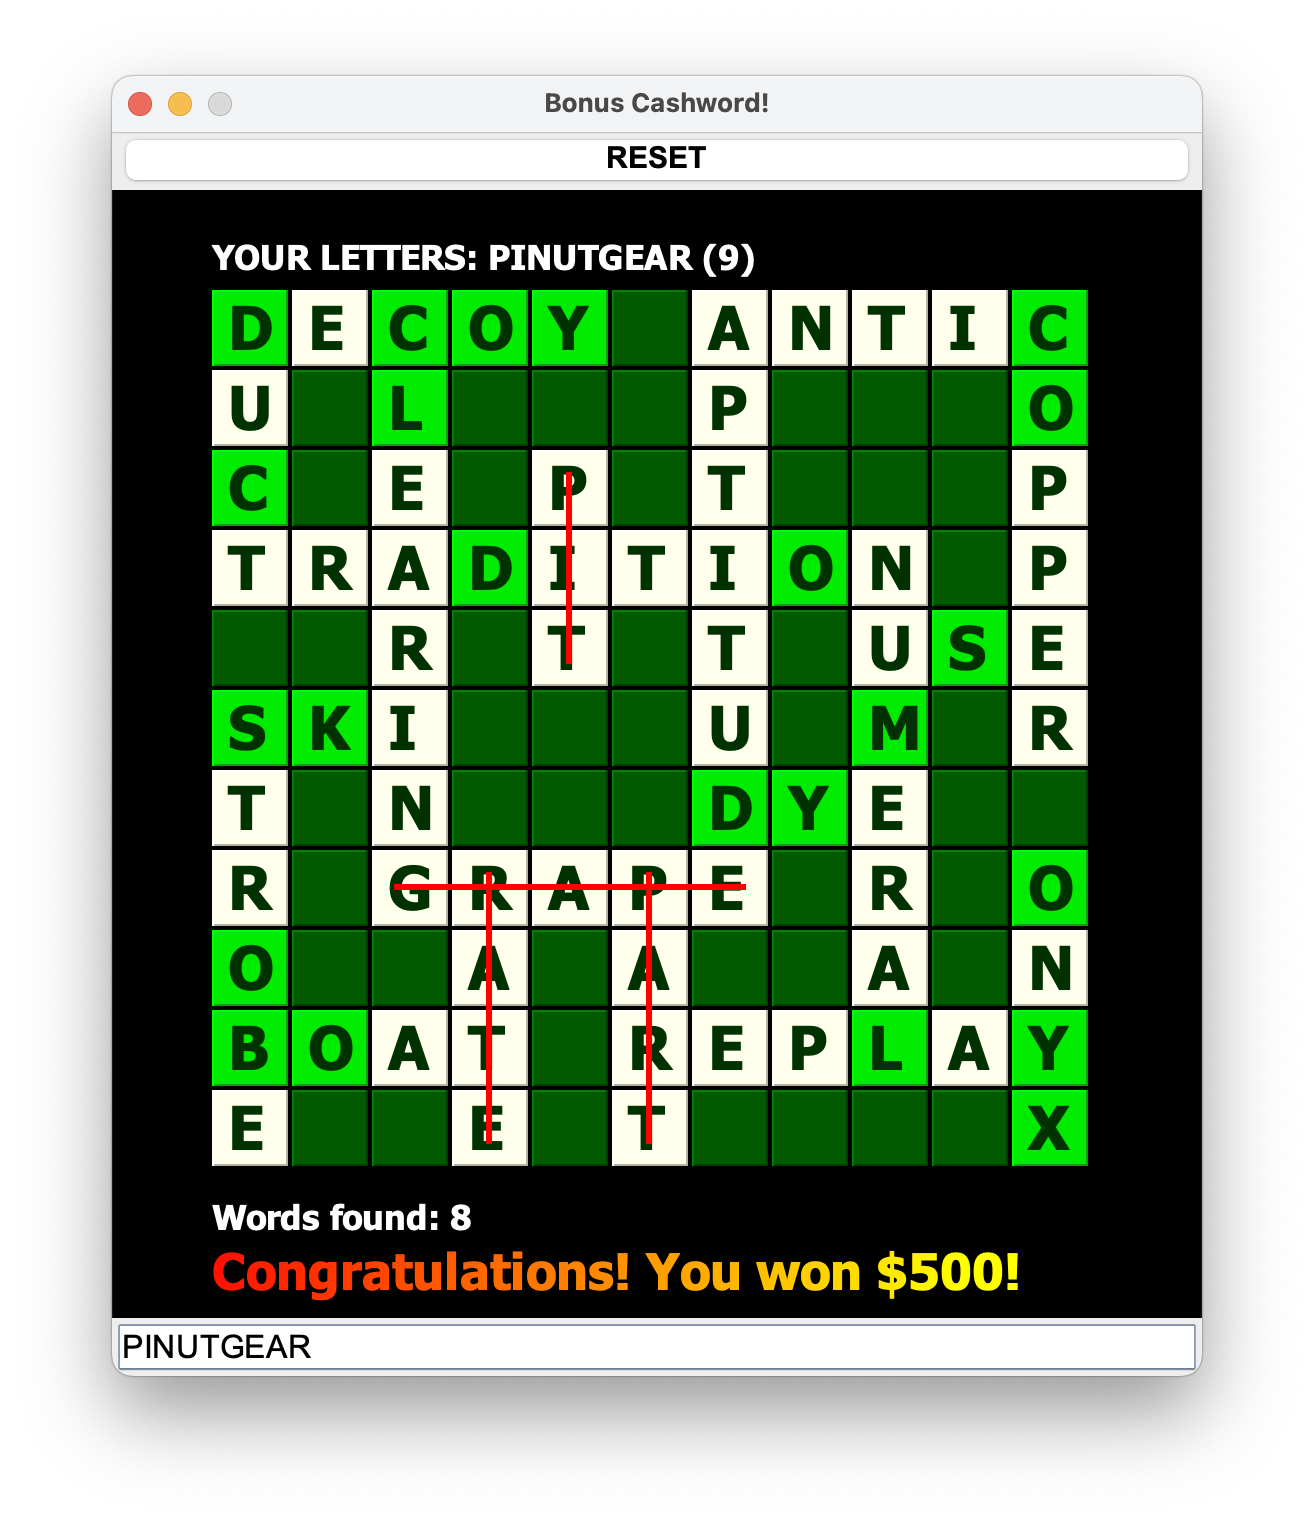 Bonus Cashword!
RESET
YOUR LETTERS: PINUTGEAR (9)
D E C O Y A N T I C
U L P O
C E P T P
T R A D I T I O N P
R T T U S E
S K I U M R
T N D Y E
R G R A P E R O
O A A A N
B O A T R E P L A Y
E E T X
Words found: 8
Congratulations! You won $500!
PINUTGEAR